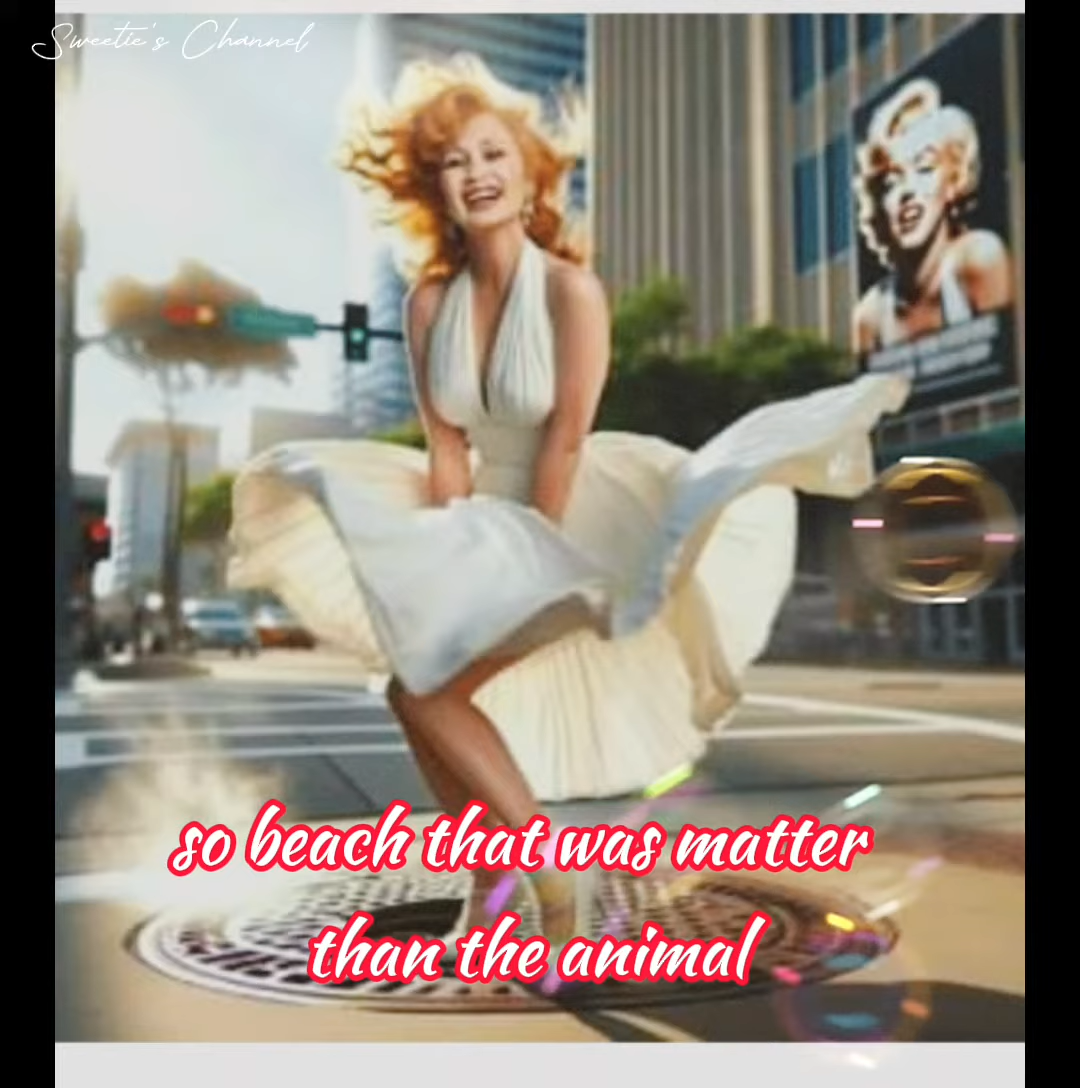 Sweetie's Channel
so beach that was matter
than the animal